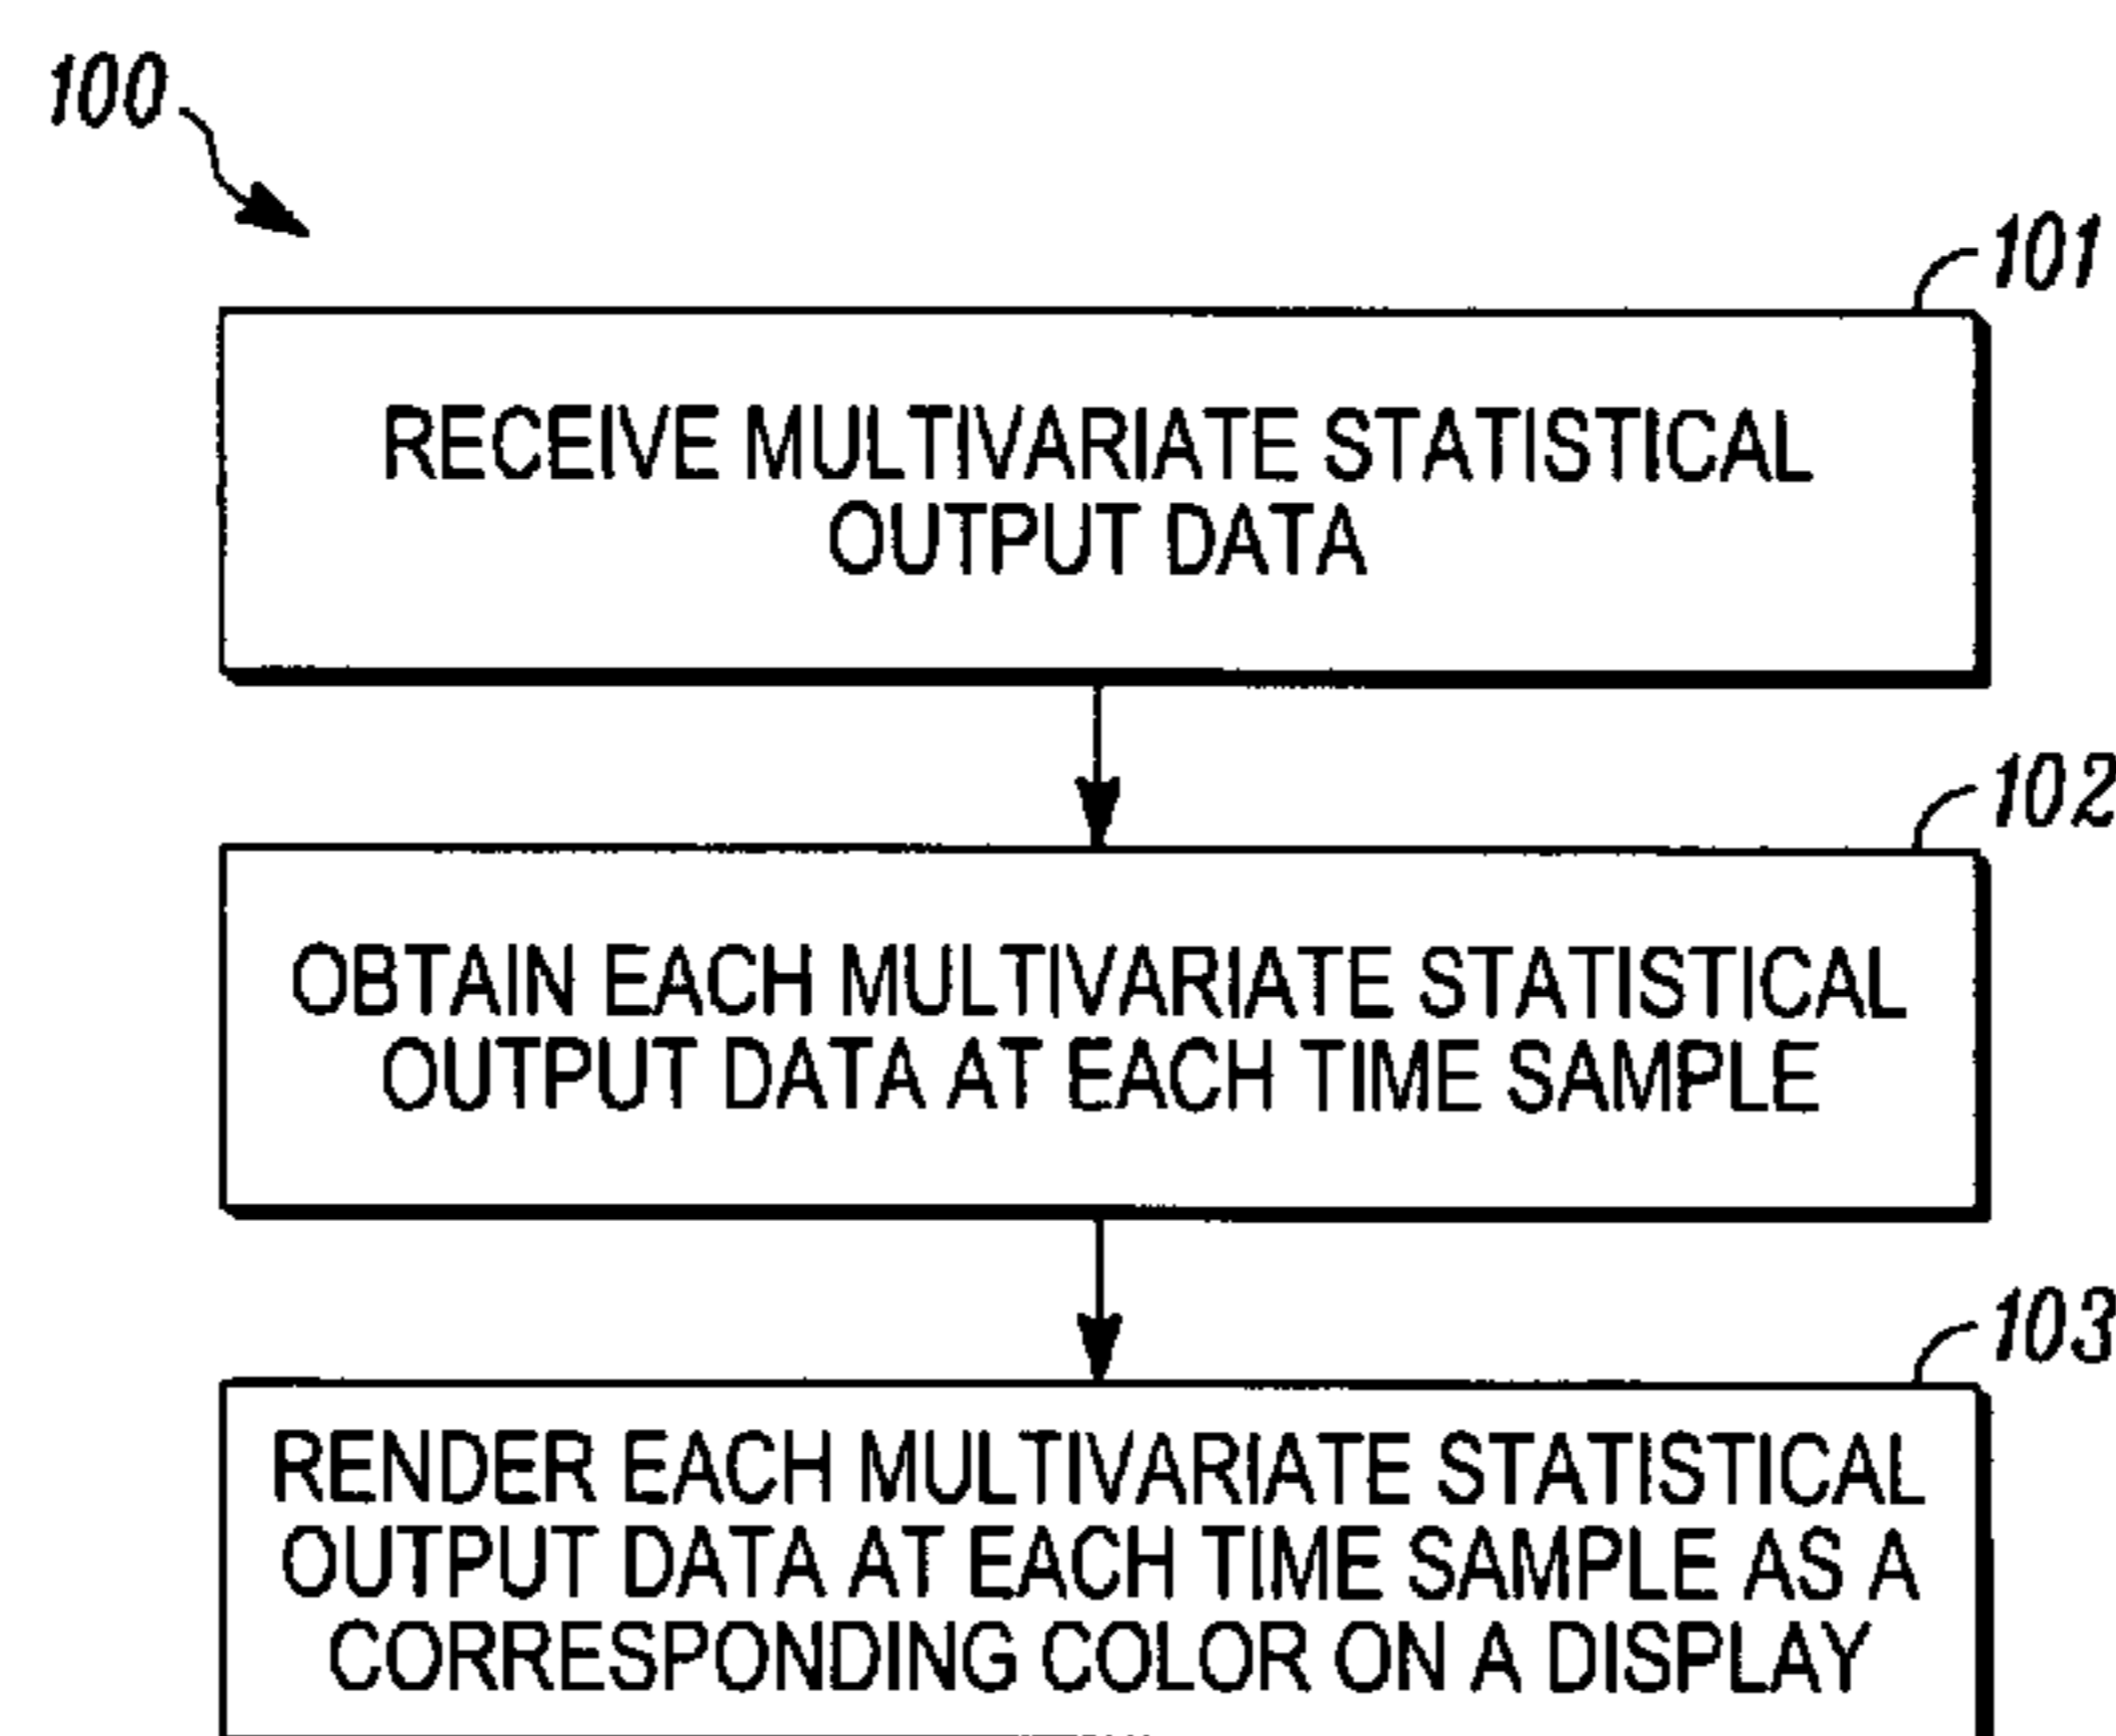 100
101
RECEIVE MULTIVARIATE STATISTICAL
OUTPUT DATA
102
OBTAIN EACH MULTIVARIATE STATISTICAL
OUTPUT DATA AT EACH TIME SAMPLE
103
RENDER EACH MULTIVARIATE STATISTICAL
OUTPUT DATA AT EACH TIME SAMPLE AS A
CORRESPONDING COLOR ON A DISPLAY